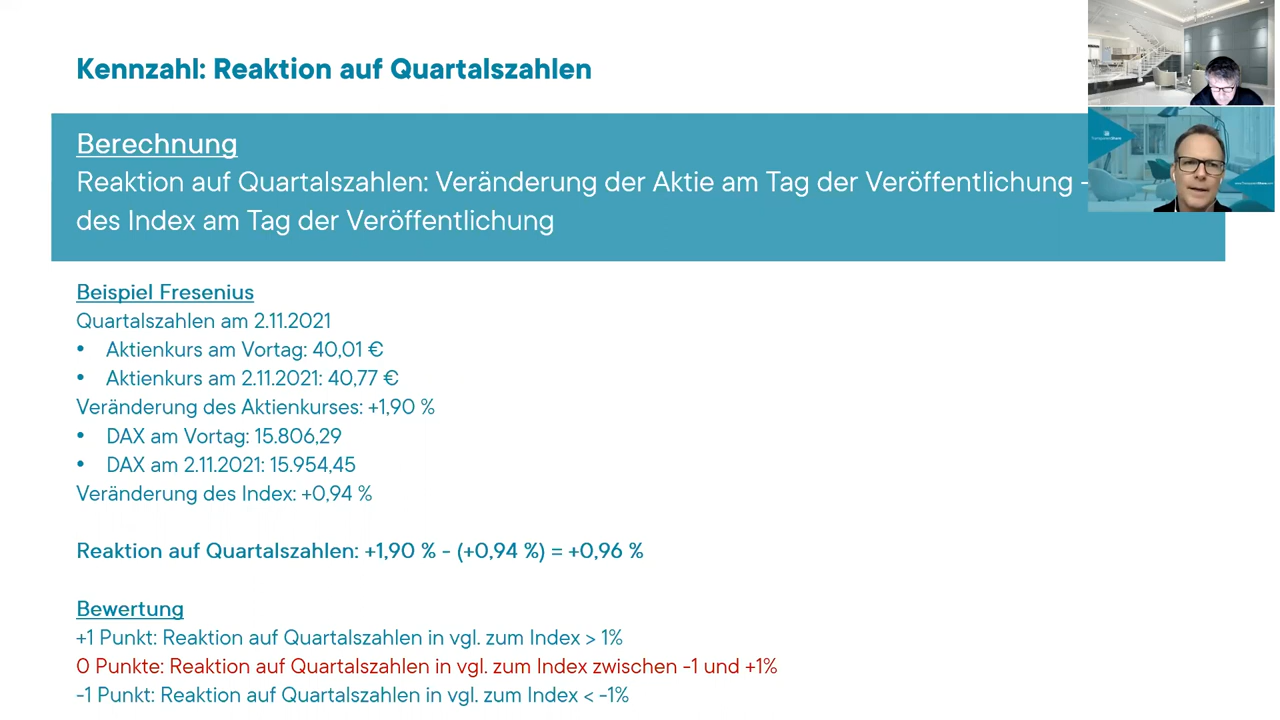 Kennzahl: Reaktion auf Quartalszahlen
Berechnung
Reaktion auf Quartalszahlen: Veränderung der Aktie am Tag der Veröffentlichung -
des Index am Tag der Veröffentlichung
Beispiel Fresenius
Quartalszahlen am 2.11.2021
• Aktienkurs am Vortag: 40,01 €
• Aktienkurs am 2.11.2021: 40,77 €
Veränderung des Aktienkurses: +1,90 %
• DAX am Vortag: 15.806,29
• DAX am 2.11.2021: 15.954,45
Veränderung des Index: +0,94 %
Reaktion auf Quartalszahlen: +1,90 % - (+0,94 %) = +0,96 %
Bewertung
+1 Punkt: Reaktion auf Quartalszahlen in vgl. zum Index > 1%
0 Punkte: Reaktion auf Quartalszahlen in vgl. zum Index zwischen -1 und +1%
-1 Punkt: Reaktion auf Quartalszahlen in vgl. zum Index < -1%